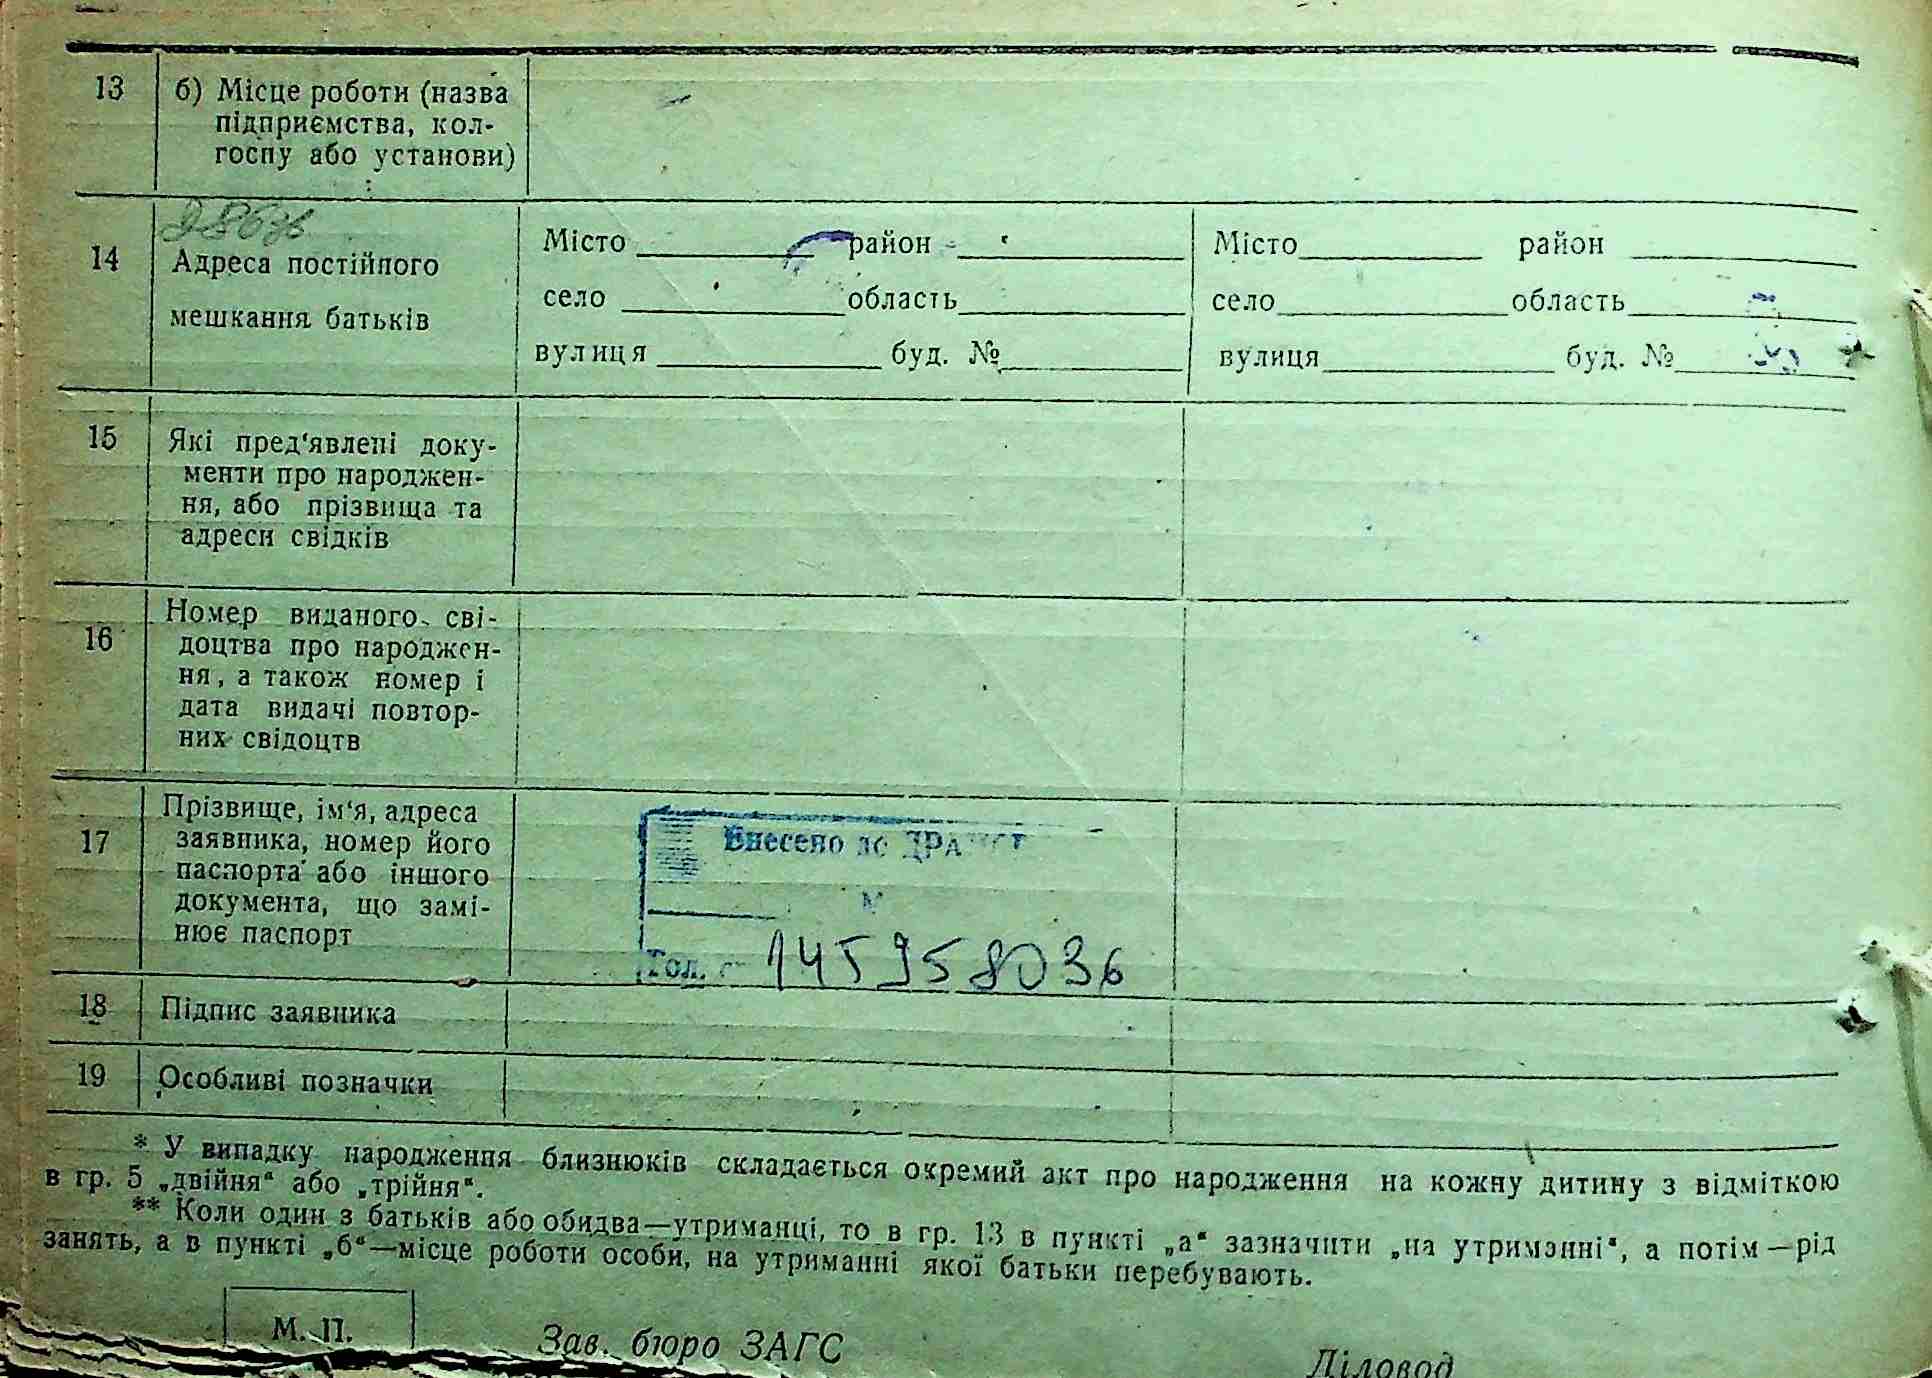 13 б) Місце роботи (назва
підприємства, кол-
госпу або установи)
14 Адреса постійного
мешкання батьків
Місто район
село область
вулиця буд. №
Місто район
село область
вулиця буд. №
15 Які пред‘явлені доку-
менти про народжен-
ня, або прізвища та
адреси свідків
16 Номер виданого сві-
доцтва про народжен-
ня, а також номер і
дата видачі повтор-
них свідоцтв
17 Прізвище, ім‘я, адреса
заявника, номер його
паспорта або іншого
документа, що замі-
нює паспорт
Внесено до
Гол.
145958036
18 Підпис заявника
19 Особливі позначки
* У випадку народження близнюків складається окремий акт про народження на кожну дитину з відміткою
в гр. 5 „двійня“ або „трійня“.
** Коли один з батьків або обидва—утриманці, то в гр. 13 в пункті „а“ зазначити „на утриманні“, а потім—рід
занять, а в пункті „б“—місце роботи особи, на утриманні якої батьки перебувають.
М. П.
Зав. бюро ЗАГС
Діловод